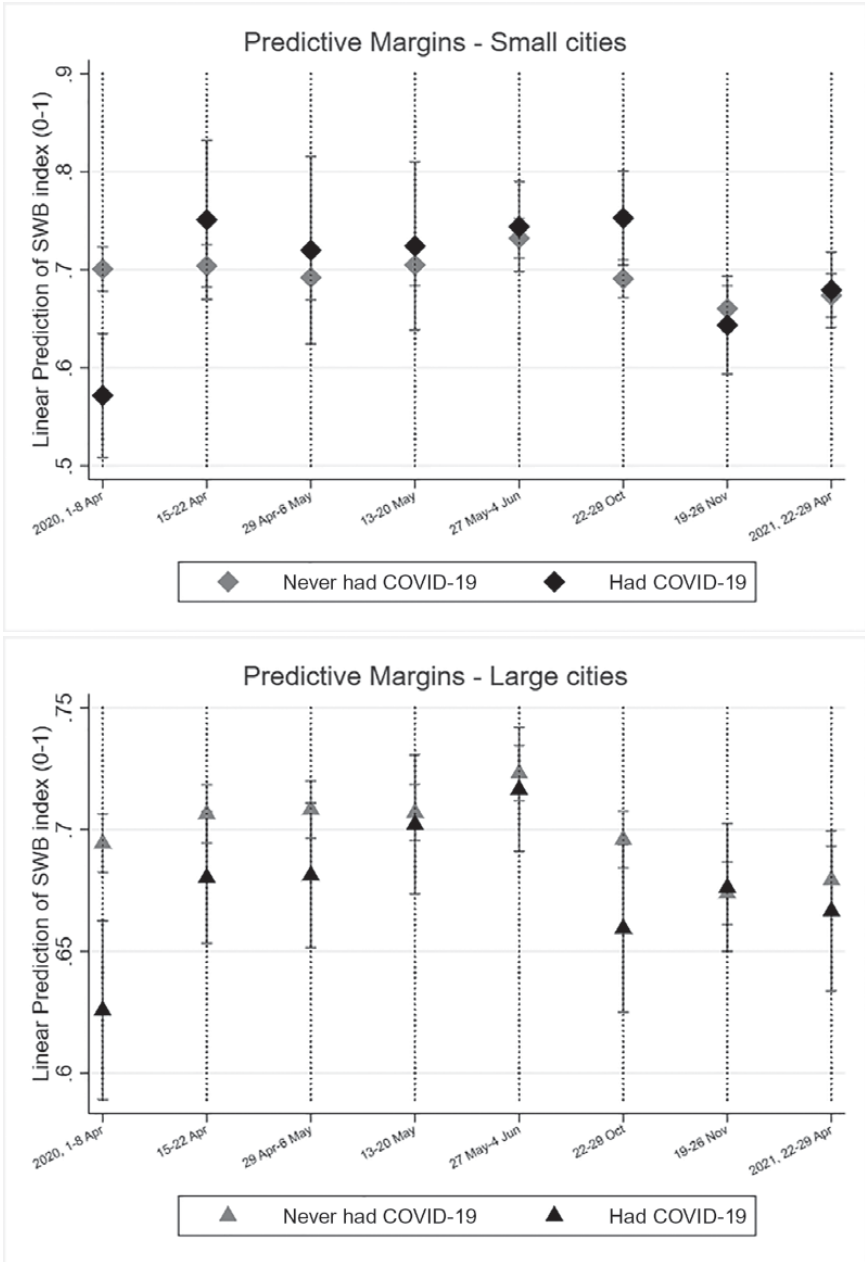 Predictive Margins - Small cities
Linear Prediction of SWB index (0-1)
.9
.8
.7
.6
.5
2020, 1-8 Apr
15-22 Apr
29 Apr-6 May
13-20 May
27 May-4 Jun
22-28 Oct
19-26 Nov
2021, 22-29 Apr
Never had COVID-19
Had COVID-19
Predictive Margins - Large cities
Linear Prediction of SWB index (0-1)
.75
.7
.65
.6
2020, 1-8 Apr
15-22 Apr
29 Apr-6 May
13-20 May
27 May-4 Jun
22-28 Oct
19-26 Nov
2021, 22-29 Apr
Never had COVID-19
Had COVID-19